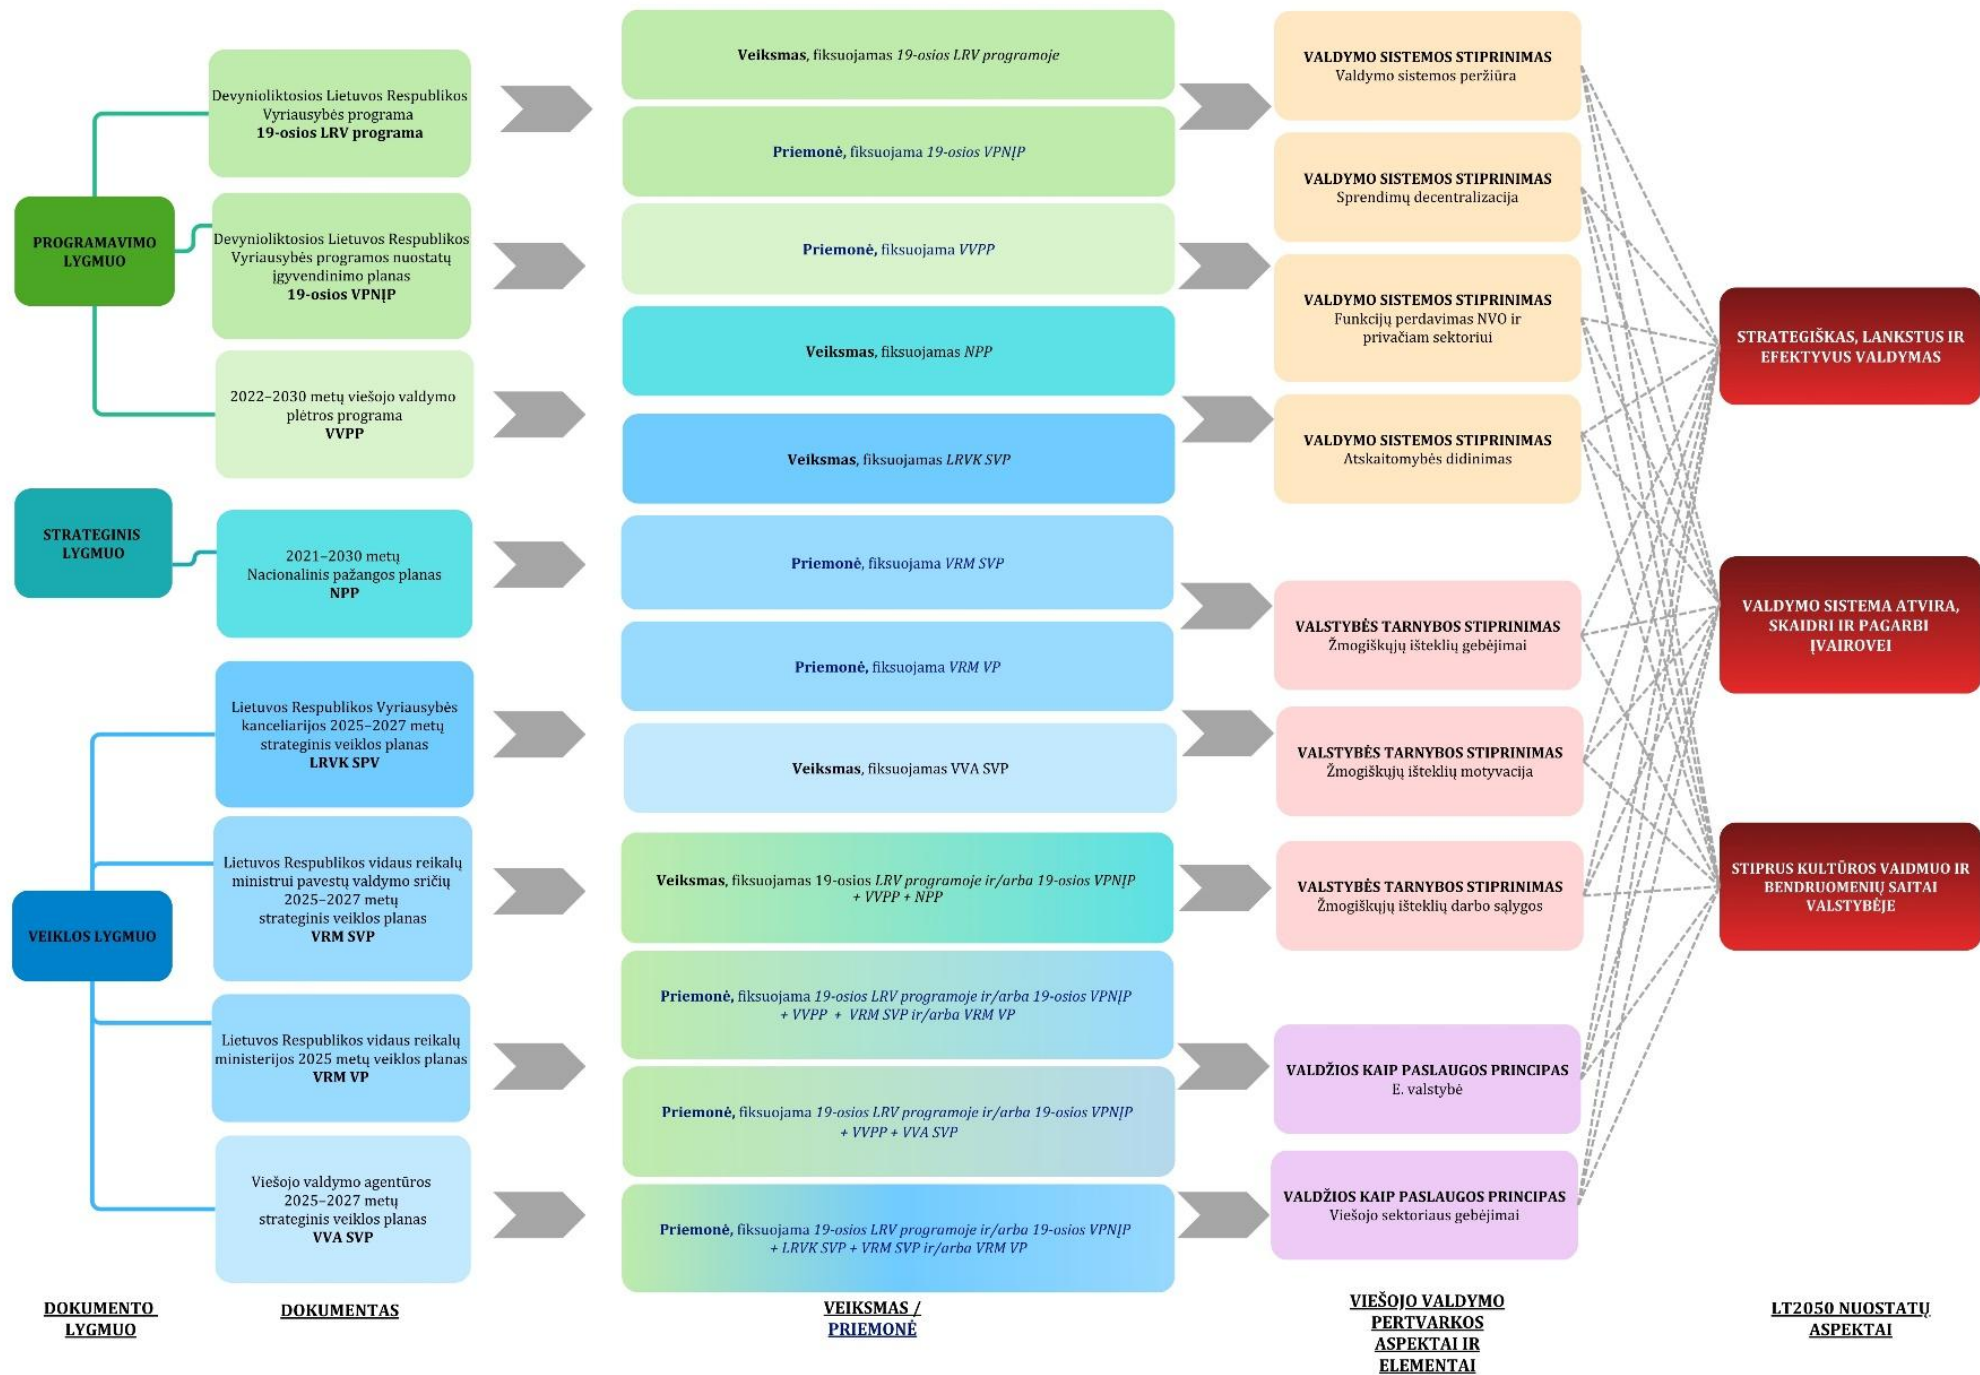 PROGRAMAVIMO
LYGMUO
STRATEGINIS
LYGMUO
VEIKLOS LYGMUO
DOKUMENTO
LYGMUO
Devynioliktosios Lietuvos Respublikos
Vyriausybės programa
19-osios LRV programa
Devynioliktosios Lietuvos Respublikos
Vyriausybės programos nuostatų
įgyvendinimo planas
19-osios VPNĮP
2022–2030 metų viešojo valdymo
plėtros programa
VVPP
2021–2030 metų
Nacionalinis pažangos planas
NPP
Lietuvos Respublikos Vyriausybės
kanceliarijos 2025–2027 metų
strateginis veiklos planas
LRVK SPV
Lietuvos Respublikos vidaus reikalų
ministrui pavestų valdymo sričių
2025–2027 metų
strateginis veiklos planas
VRM SVP
Lietuvos Respublikos vidaus reikalų
ministerijos 2025 metų veiklos planas
VRM VP
Viešojo valdymo agentūros
2025–2027 metų
strateginis veiklos planas
VVA SVP
DOKUMENTAS
Veiksmas, fiksuojamas 19-osios LRV programoje
Priemonė, fiksuojama 19-osios VPNĮP
Priemonė, fiksuojama VVPP
Veiksmas, fiksuojamas NPP
Veiksmas, fiksuojamas LRVK SVP
Priemonė, fiksuojama VRM SVP
Priemonė, fiksuojama VRM VP
Veiksmas, fiksuojamas VVA SVP
Veiksmas, fiksuojamas 19-osios LRV programoje ir/arba 19-osios VPNĮP
+ VVPP + NPP
Priemonė, fiksuojama 19-osios LRV programoje ir/arba 19-osios VPNĮP
+ VVPP + VRM SVP ir/arba VRM VP
Priemonė, fiksuojama 19-osios LRV programoje ir/arba 19-osios VPNĮP
+ VVPP + VVA SVP
Priemonė, fiksuojama 19-osios LRV programoje ir/arba 19-osios VPNĮP
+ LRVK SVP + VRM SVP ir/arba VRM VP
VEIKSMAS /
PRIEMONĖ
VALDYMO SISTEMOS STIPRINIMAS
Valdymo sistemos peržiūra
VALDYMO SISTEMOS STIPRINIMAS
Sprendimų decentralizacija
VALDYMO SISTEMOS STIPRINIMAS
Funkcijų perdavimas NVO ir
privačiam sektoriui
VALDYMO SISTEMOS STIPRINIMAS
Atskaitomybės didinimas
VALSTYBĖS TARNYBOS STIPRINIMAS
Žmogiškųjų išteklių gebėjimai
VALSTYBĖS TARNYBOS STIPRINIMAS
Žmogiškųjų išteklių motyvacija
VALSTYBĖS TARNYBOS STIPRINIMAS
Žmogiškųjų išteklių darbo sąlygos
VALDŽIOS KAIP PASLAUGOS PRINCIPAS
E. valstybė
VALDŽIOS KAIP PASLAUGOS PRINCIPAS
Viešojo sektoriaus gebėjimai
VIEŠOJO VALDYMO
PERTVARKOS
ASPEKTAI IR
ELEMENTAI
STRATEGIŠKAS, LANKSTUS IR
EFEKTYVUS VALDYMAS
VALDYMO SISTEMA ATVIRA,
SKAIDRI IR PAGARBI
ĮVAIROVEI
STIPRUS KULTŪROS VAIDMUO IR
BENDRUOMENIŲ SAITAI
VALSTYBĖJE
LT2050 NUOSTATŲ
ASPEKTAI